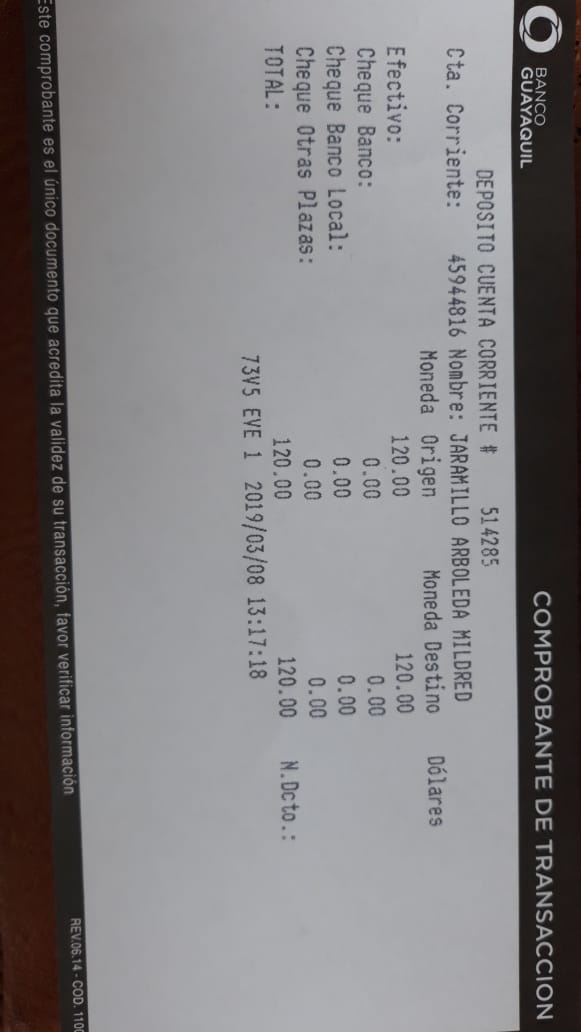 BANCO
GUAYAQUIL
COMPROBANTE DE TRANSACCION
DEPOSITO CUENTA CORRIENTE # 514285
Cta. Corriente: 45944816 Nombre: JARAMILLO ARBOLEDA MILDRED
Moneda Origen Moneda Destino Dólares
Efectivo: 120.00 120.00
Cheque Banco: 0.00 0.00
Cheque Banco Local: 0.00 0.00
Cheque Otras Plazas: 0.00 0.00
TOTAL: 120.00 120.00 N.Dcto.:
73V5 EVE 1 2019/03/08 13:17:18
Este comprobante es el único documento que acredita la validez de su transacción, favor verificar información
REV.06.14 - COD. 1100